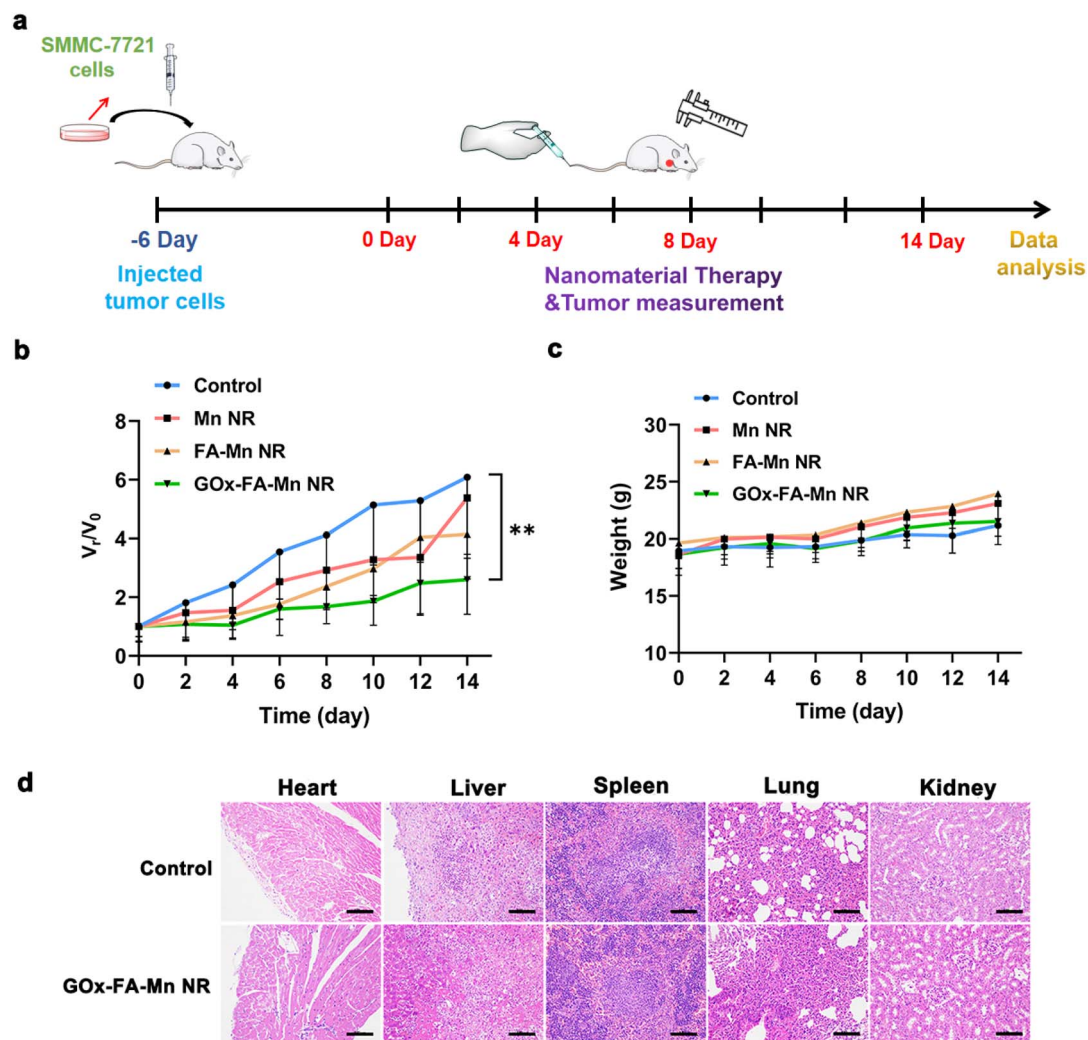 a
SMMC-7721
cells
-6 Day
0 Day
4 Day
8 Day
14 Day
Data
analysis
Injected
tumor cells
Nanomaterial Therapy
&Tumor measurement
b
Control
Mn NR
FA-Mn NR
GOx-FA-Mn NR
8
6
4
2
0
Vr/V0
**
0 2 4 6 8 10 12 14
Time (day)
c
Control
Mn NR
FA-Mn NR
GOx-FA-Mn NR
30
25
20
15
10
Weight (g)
0 2 4 6 8 10 12 14
Time (day)
d
Heart Liver Spleen Lung Kidney
Control
GOx-FA-Mn NR